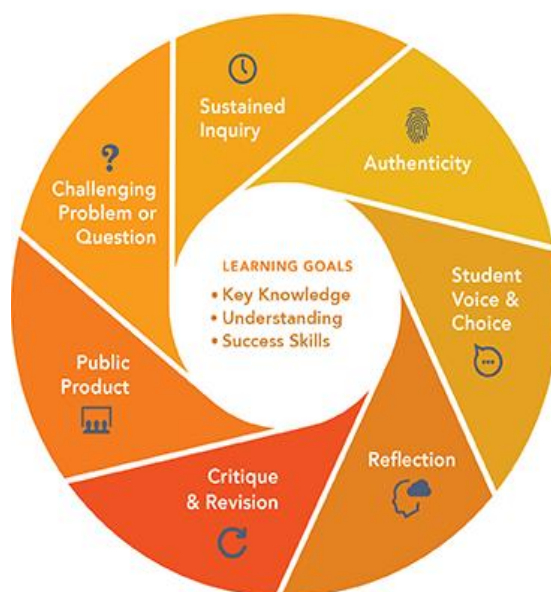 Sustained
Inquiry
Authenticity
Student
Voice &
Choice
Reflection
Critique
& Revision
Public
Product
?
Challenging
Problem or
Question
LEARNING GOALS
• Key Knowledge
• Understanding
• Success Skills